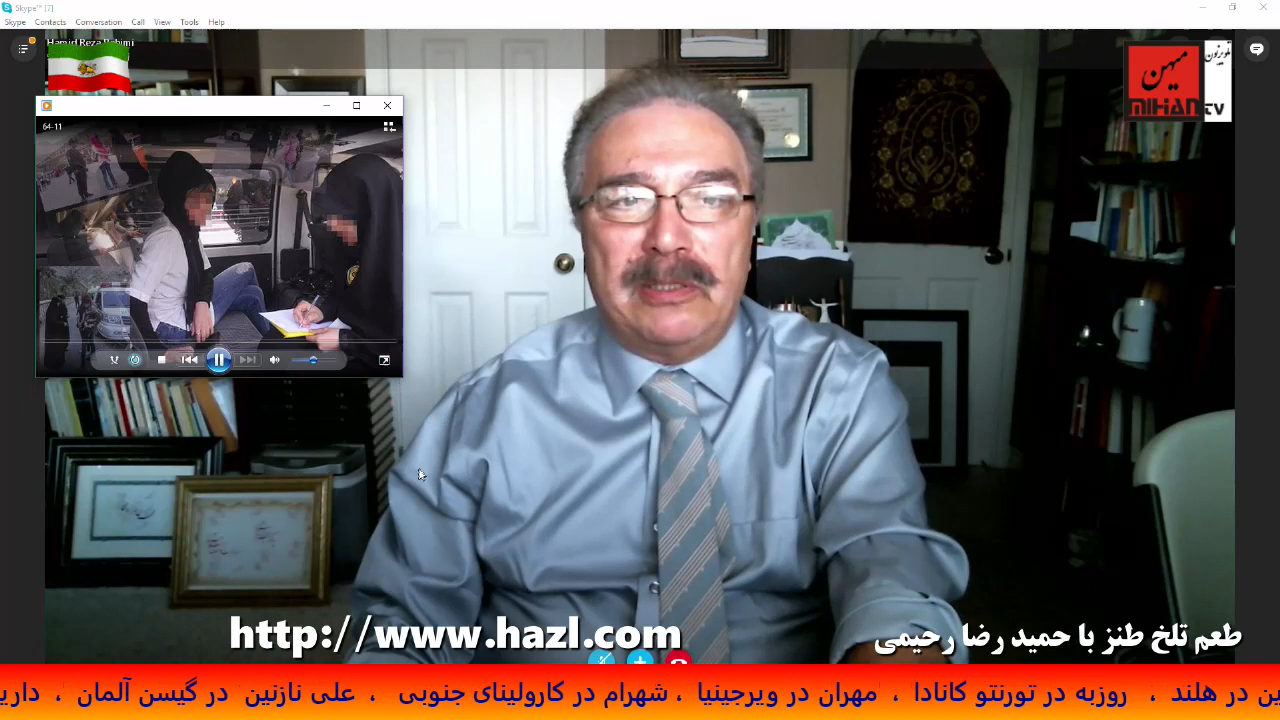 Skype™ [7]
Skype Contacts Conversation Call View Tools Help
Hamid Reza Rahimi
تلویزیون
میهن
MIHAN TV
64-11
http://www.hazl.com
طعم تلخ طنز با حمید رضا رحیمی
ین در هلند ، روزبه در تورنتو کانادا ، مهران در ویرجینیا ، شهرام در کارولینای جنوبی ، علی نازنین در گیسن آلمان ، داریو